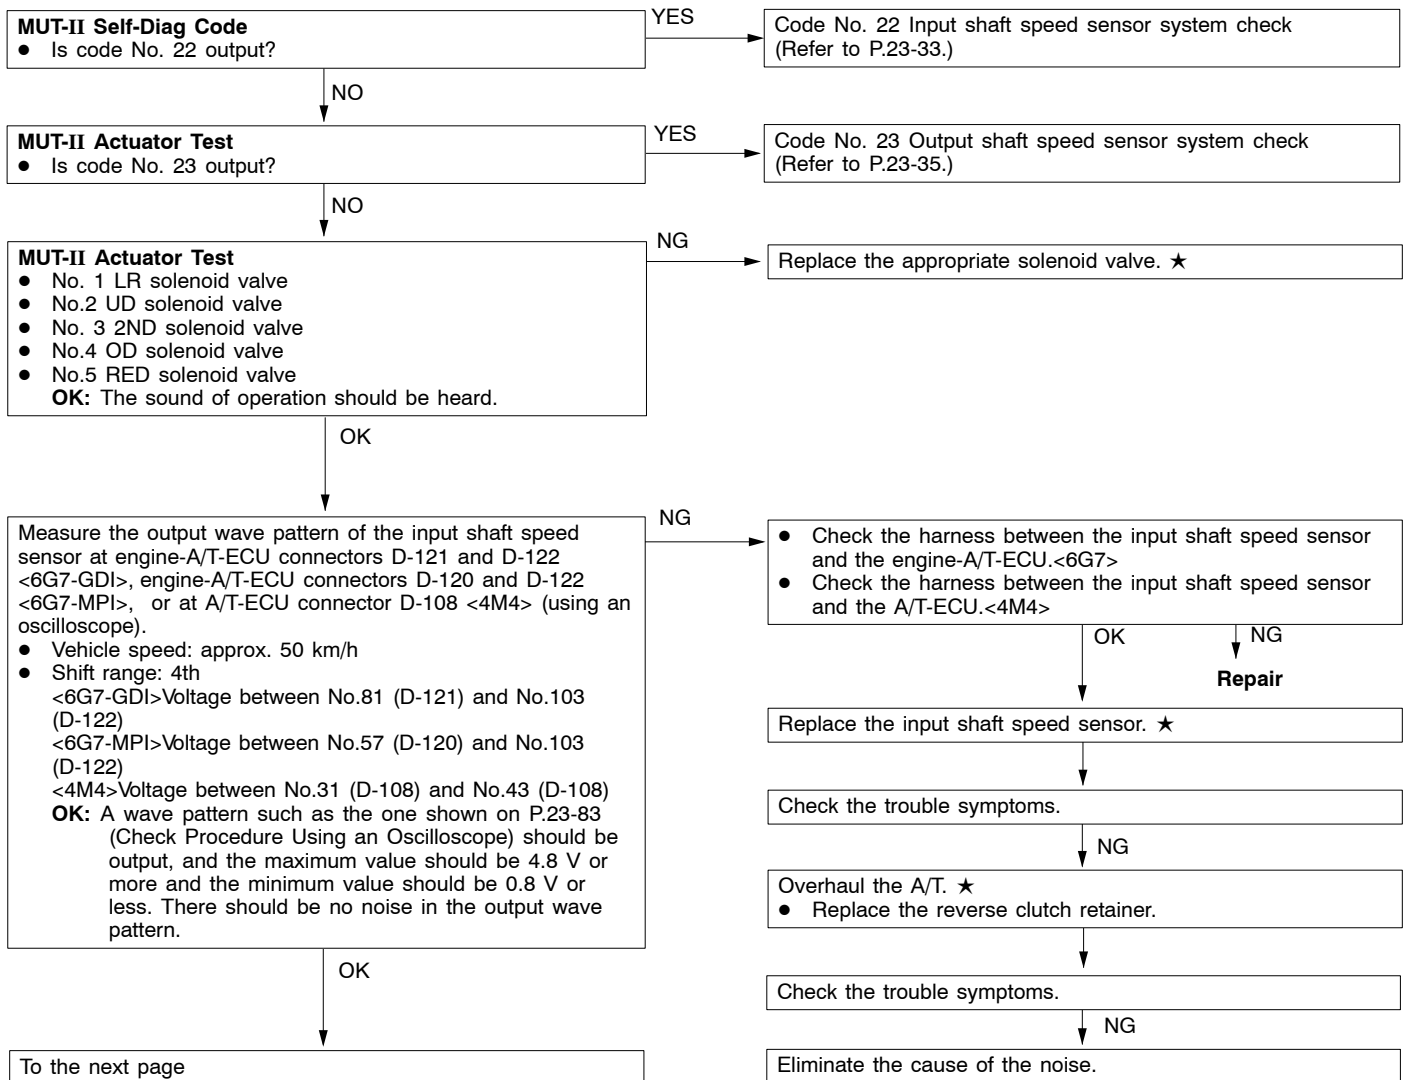 MUT-II Self-Diag Code
● Is code No. 22 output?
YES
Code No. 22 Input shaft speed sensor system check
(Refer to P.23-33.)
NO
MUT-II Actuator Test
● Is code No. 23 output?
YES
Code No. 23 Output shaft speed sensor system check
(Refer to P.23-35.)
NO
MUT-II Actuator Test
● No. 1 LR solenoid valve
● No.2 UD solenoid valve
● No. 3 2ND solenoid valve
● No.4 OD solenoid valve
● No.5 RED solenoid valve
OK: The sound of operation should be heard.
NG
Replace the appropriate solenoid valve. ★
OK
Measure the output wave pattern of the input shaft speed
sensor at engine-A/T-ECU connectors D-121 and D-122
<6G7-GDI>, engine-A/T-ECU connectors D-120 and D-122
<6G7-MPI>, or at A/T-ECU connector D-108 <4M4> (using an
oscilloscope).
● Vehicle speed: approx. 50 km/h
● Shift range: 4th
<6G7-GDI>Voltage between No.81 (D-121) and No.103
(D-122)
<6G7-MPI>Voltage between No.57 (D-120) and No.103
(D-122)
<4M4>Voltage between No.31 (D-108) and No.43 (D-108)
OK: A wave pattern such as the one shown on P.23-83
(Check Procedure Using an Oscilloscope) should be
output, and the maximum value should be 4.8 V or
more and the minimum value should be 0.8 V or
less. There should be no noise in the output wave
pattern.
NG
● Check the harness between the input shaft speed sensor
and the engine-A/T-ECU.<6G7>
● Check the harness between the input shaft speed sensor
and the A/T-ECU.<4M4>
OK
NG
Repair
Replace the input shaft speed sensor. ★
Check the trouble symptoms.
NG
Overhaul the A/T. ★
● Replace the reverse clutch retainer.
Check the trouble symptoms.
NG
Eliminate the cause of the noise.
OK
To the next page